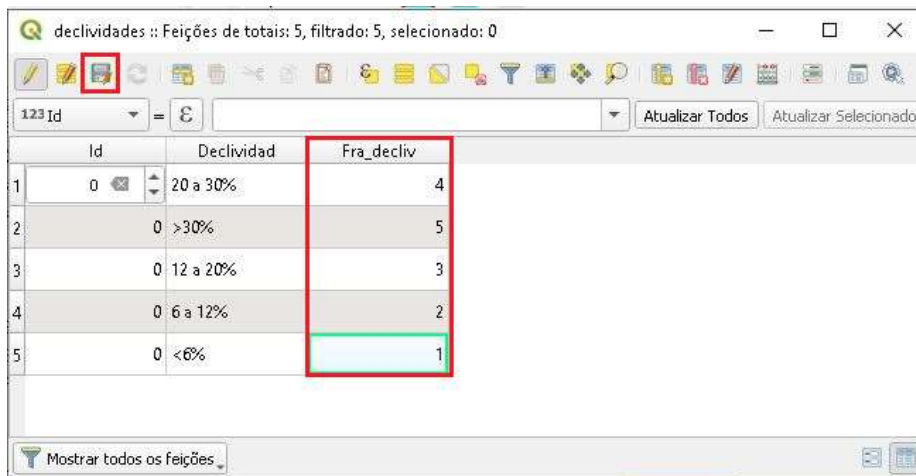 declividades :: Feições de totais: 5, filtrado: 5, selecionado: 0
123 Id = ε Atualizar Todos Atualizar Selecionado
Id Declividad Fra_decliv
1 0 20 a 30% 4
2 0 >30% 5
3 0 12 a 20% 3
4 0 6 a 12% 2
5 0 <6% 1
Mostrar todos os feições